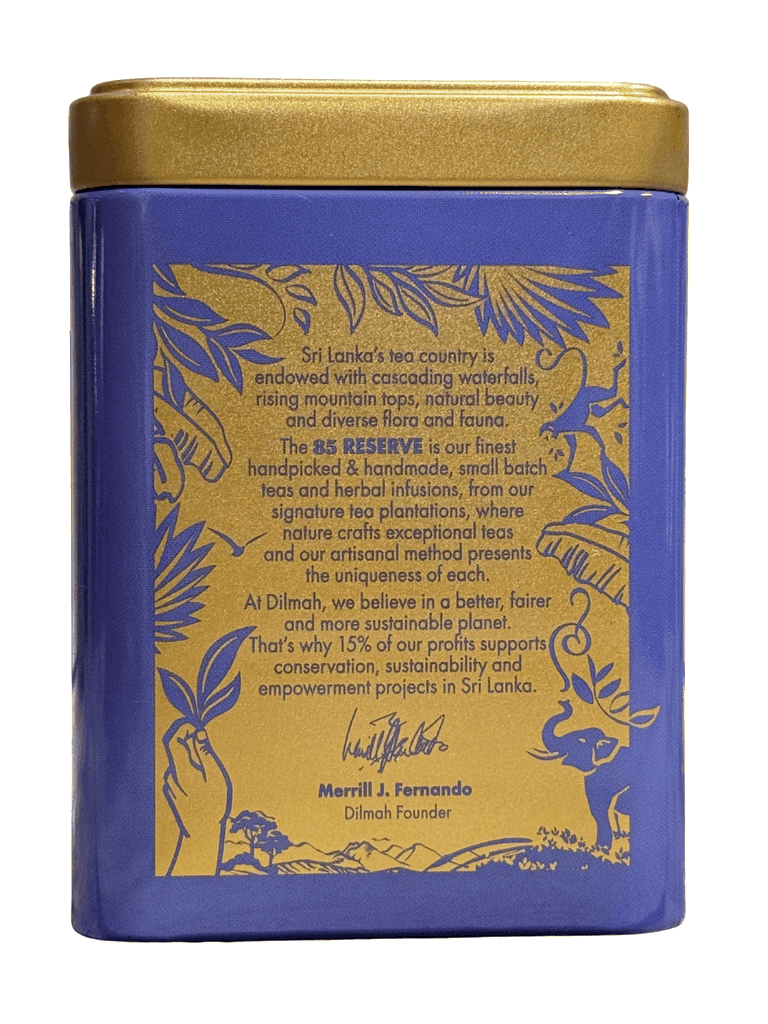 Sri Lanka's tea country is
endowed with cascading waterfalls,
rising mountain tops, natural beauty
and diverse flora and fauna.
The 85 RESERVE is our finest
handpicked & handmade, small batch
teas and herbal infusions, from our
signature tea plantations, where
nature crafts exceptional teas
and our artisanal method presents
the uniqueness of each.
At Dilmah, we believe in a better, fairer
and more sustainable planet.
That's why 15% of our profits supports
conservation, sustainability and
empowerment projects in Sri Lanka.
Merrill J. Fernando
Dilmah Founder